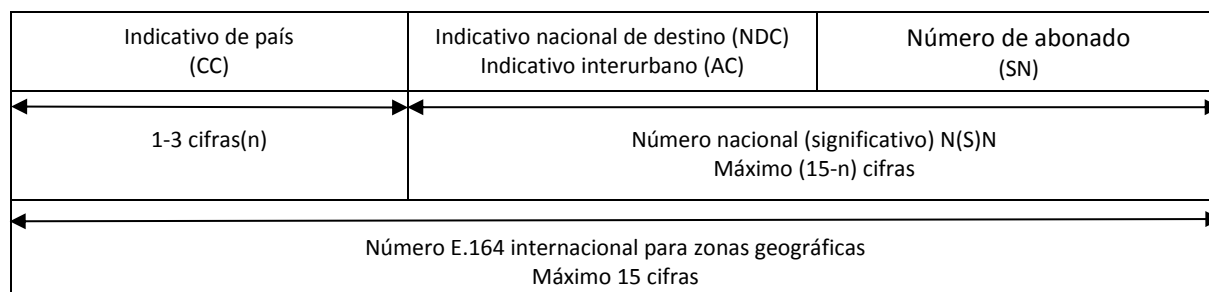 Indicativo de país
(CC)
Indicativo nacional de destino (NDC)
Indicativo interurbano (AC)
Número de abonado
(SN)
1-3 cifras(n)
Número nacional (significativo) N(S)N
Máximo (15-n) cifras
Número E.164 internacional para zonas geográficas
Máximo 15 cifras